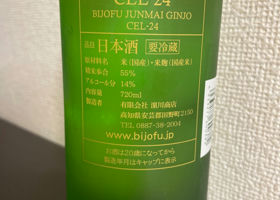 CEL-24
BIJOFU JUNMAI GINJO
CEL-24
品目 日本酒 要冷蔵
原材料名 米(国産)・米麹(国産米)
精米歩合 55%
アルコール分 14%
内容量 720ml
製造者 有限会社 濵川商店
高知県安芸郡田野町2150
TEL. 0887-38-2004
www.bijofu.jp
お酒は20歳になってから
製造年月はキャップに表示